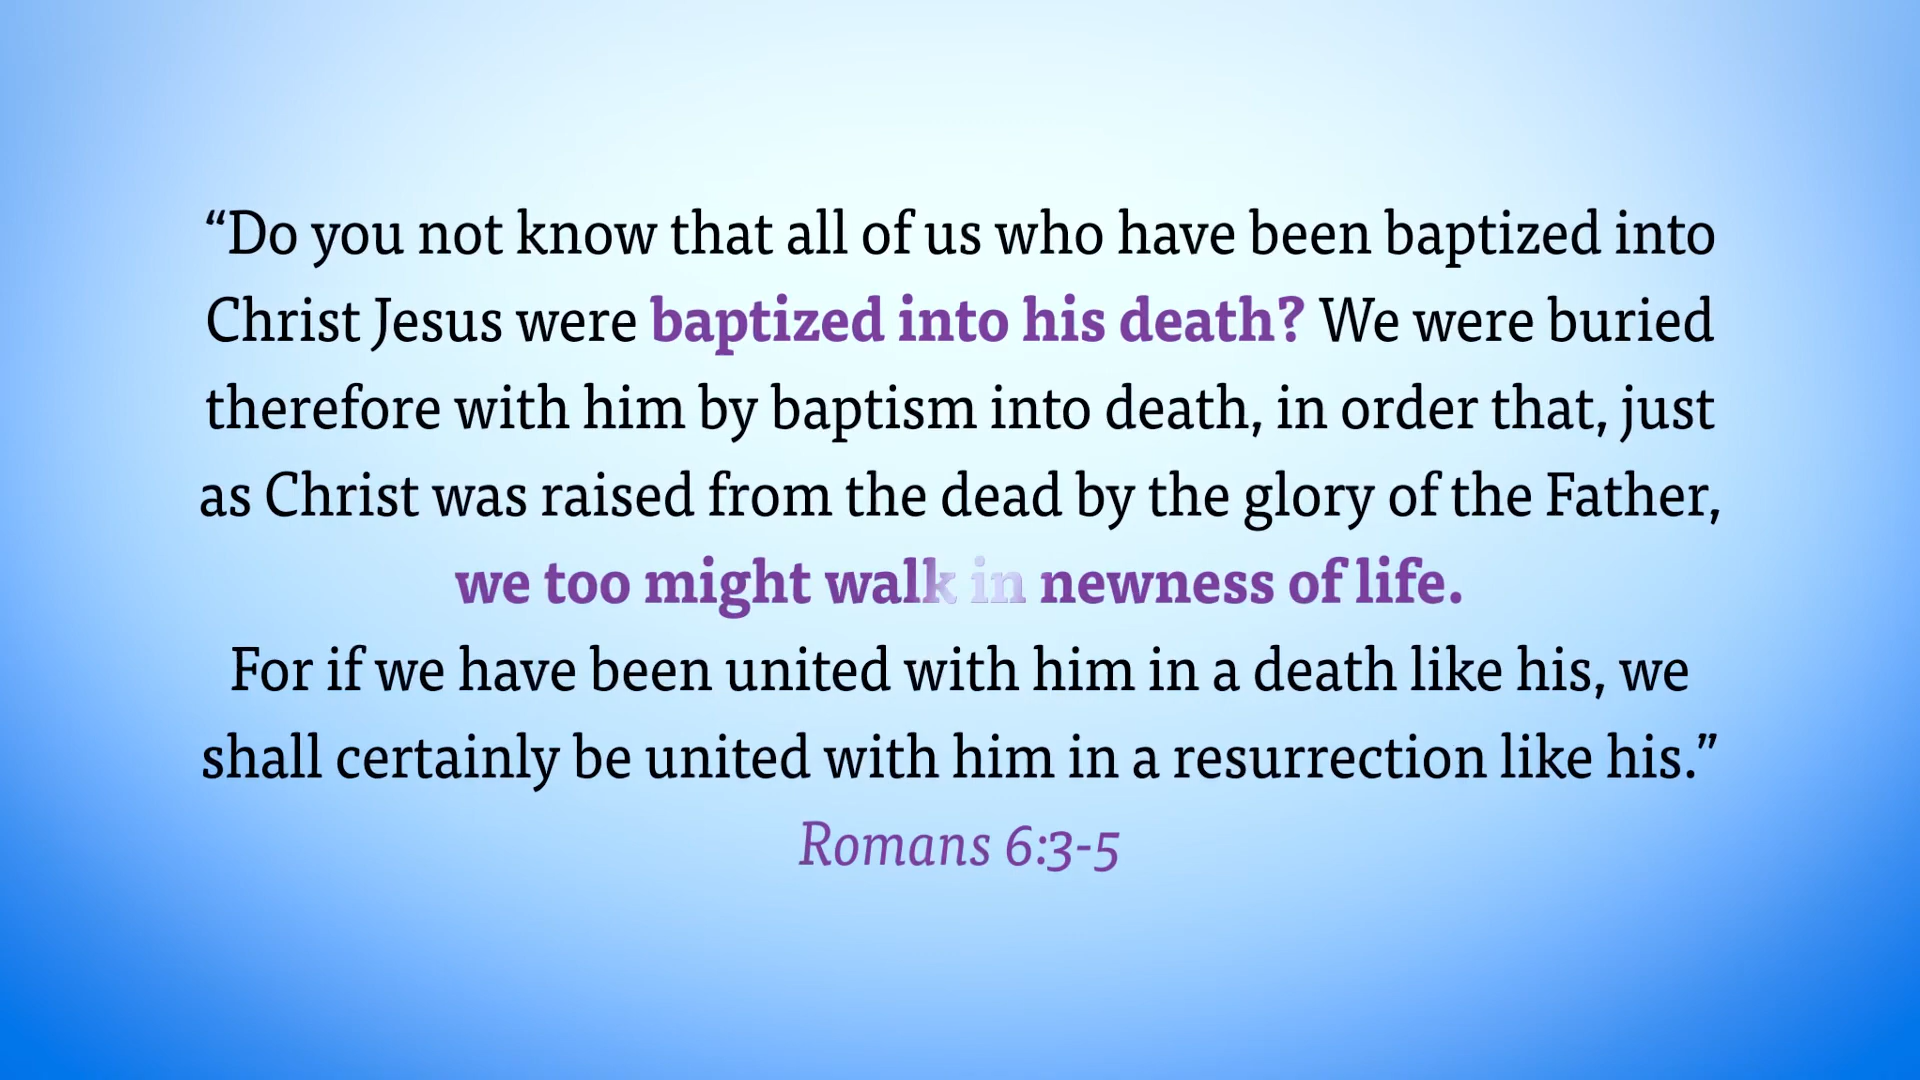 “Do you not know that all of us who have been baptized into
Christ Jesus were baptized into his death? We were buried
therefore with him by baptism into death, in order that, just
as Christ was raised from the dead by the glory of the Father,
we too might walk in newness of life.
For if we have been united with him in a death like his, we
shall certainly be united with him in a resurrection like his.”
Romans 6:3-5